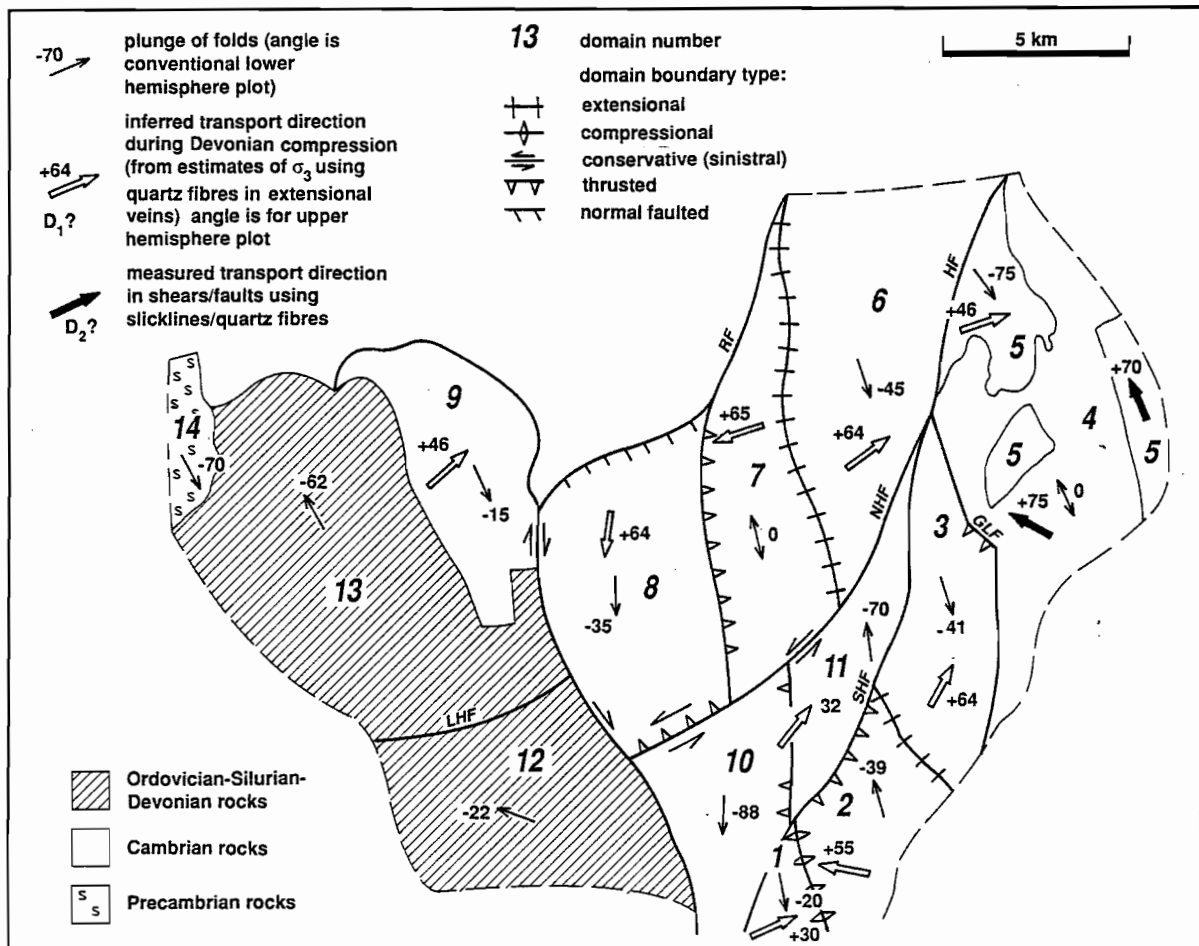 -70
plunge of folds (angle is
conventional lower
hemisphere plot)
+64
D1?
inferred transport direction
during Devonian compression
(from estimates of σ3 using
quartz fibres in extensional
veins) angle is for upper
hemisphere plot
D2?
measured transport direction
in shears/faults using
slicklines/quartz fibres
13
domain number
domain boundary type:
extensional
compressional
conservative (sinistral)
thrusted
normal faulted
5 km
HF
-75
+46
5
6
RF
+70
4
9
-45
14
+65
5
5
+46
+64
-70
-62
7
0
+75
0
-15
NHF
3
GLF
+64
13
8
-70
-41
-35
11
SHF
32
+64
LHF
12
10
-39
-88
2
-22
1
+55
-20
+30
Ordovician-Silurian-
Devonian rocks
Cambrian rocks
S
S
Precambrian rocks
S
S
S
S
S
S
S